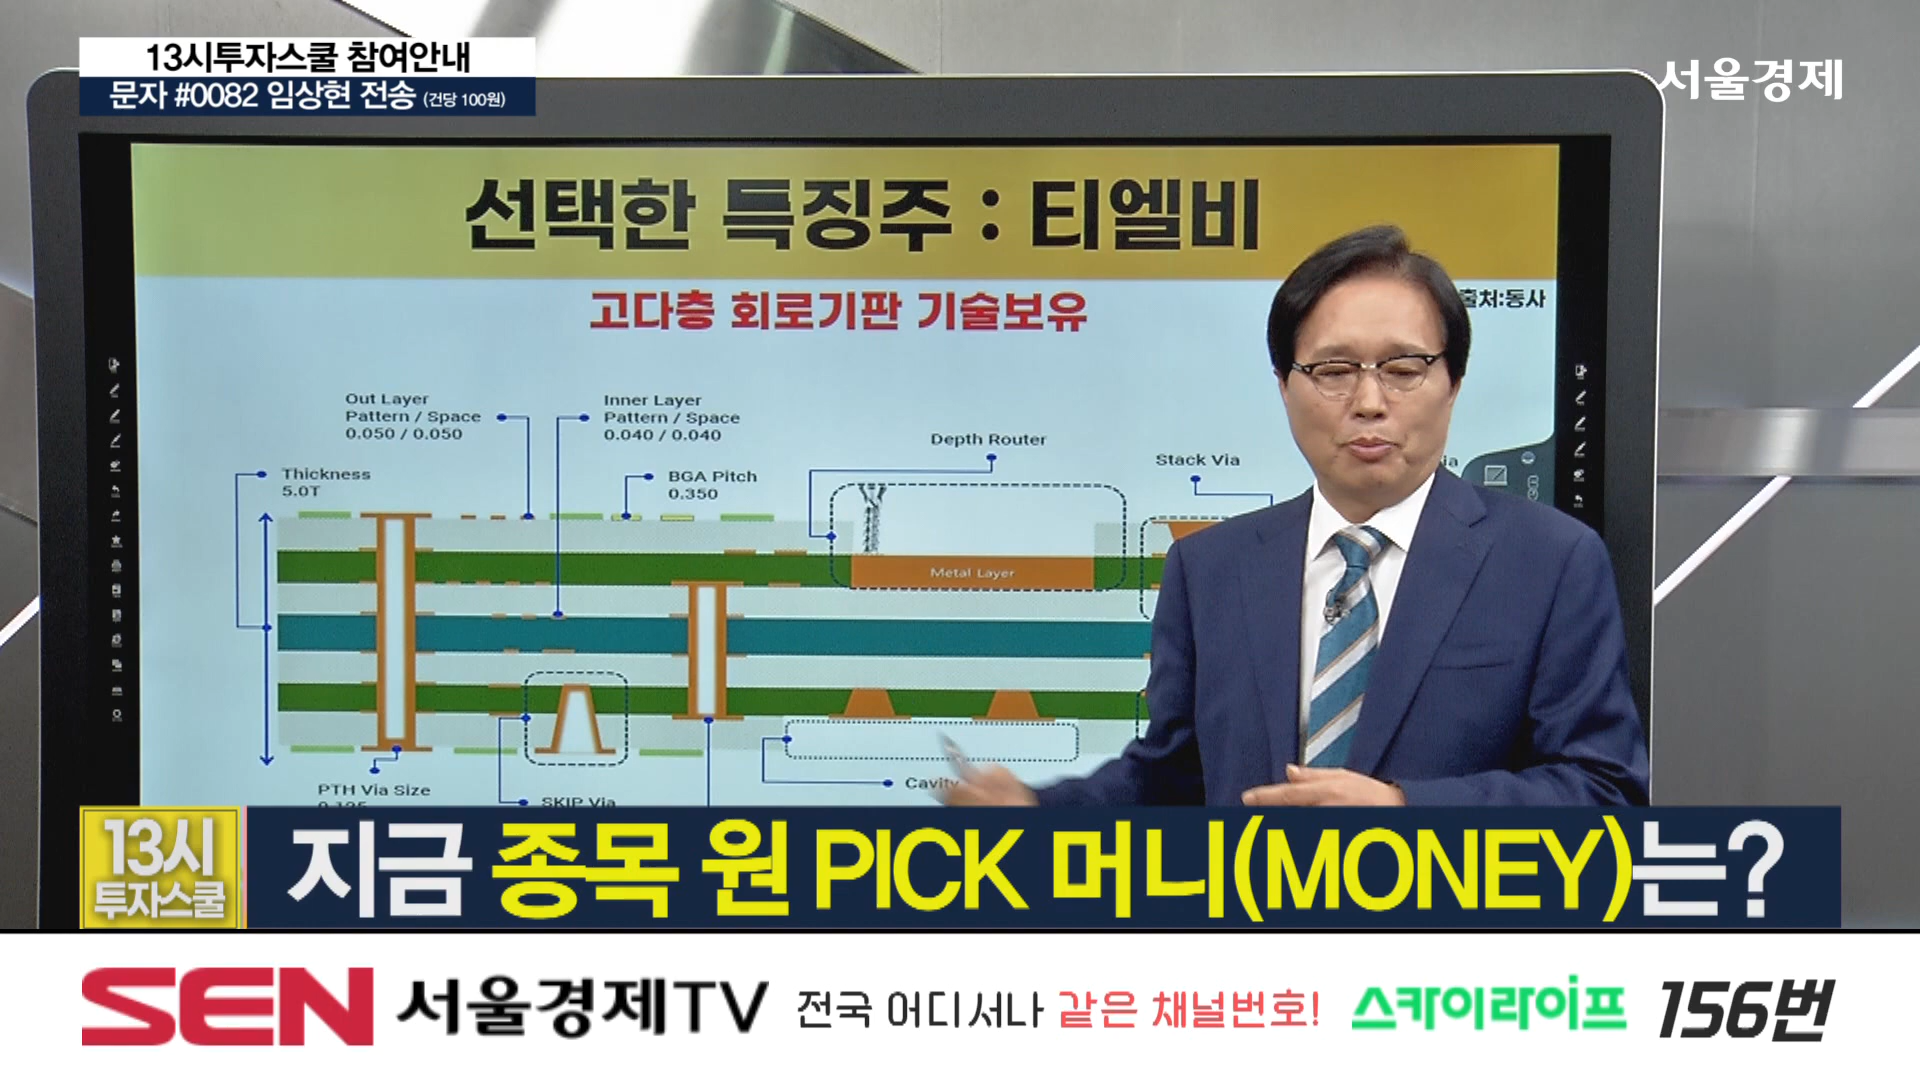 13시투자스쿨 참여안내
문자 #0082 임상현 전송 (건당 100원)
서울경제
선택한 특징주 : 티엘비
고다층 회로기판 기술보유
출처:동사
Out Layer
Pattern / Space
0.050 / 0.050
Inner Layer
Pattern / Space
0.040 / 0.040
Thickness
5.0T
BGA Pitch
0.350
Depth Router
Stack Via
Metal Layer
PTH Via Size
SKIP Via
Cavity
13시
투자스쿨
지금 종목 원 PICK 머니(MONEY)는?
SEN 서울경제TV 전국 어디서나 같은 채널번호! 스카이라이프 156번